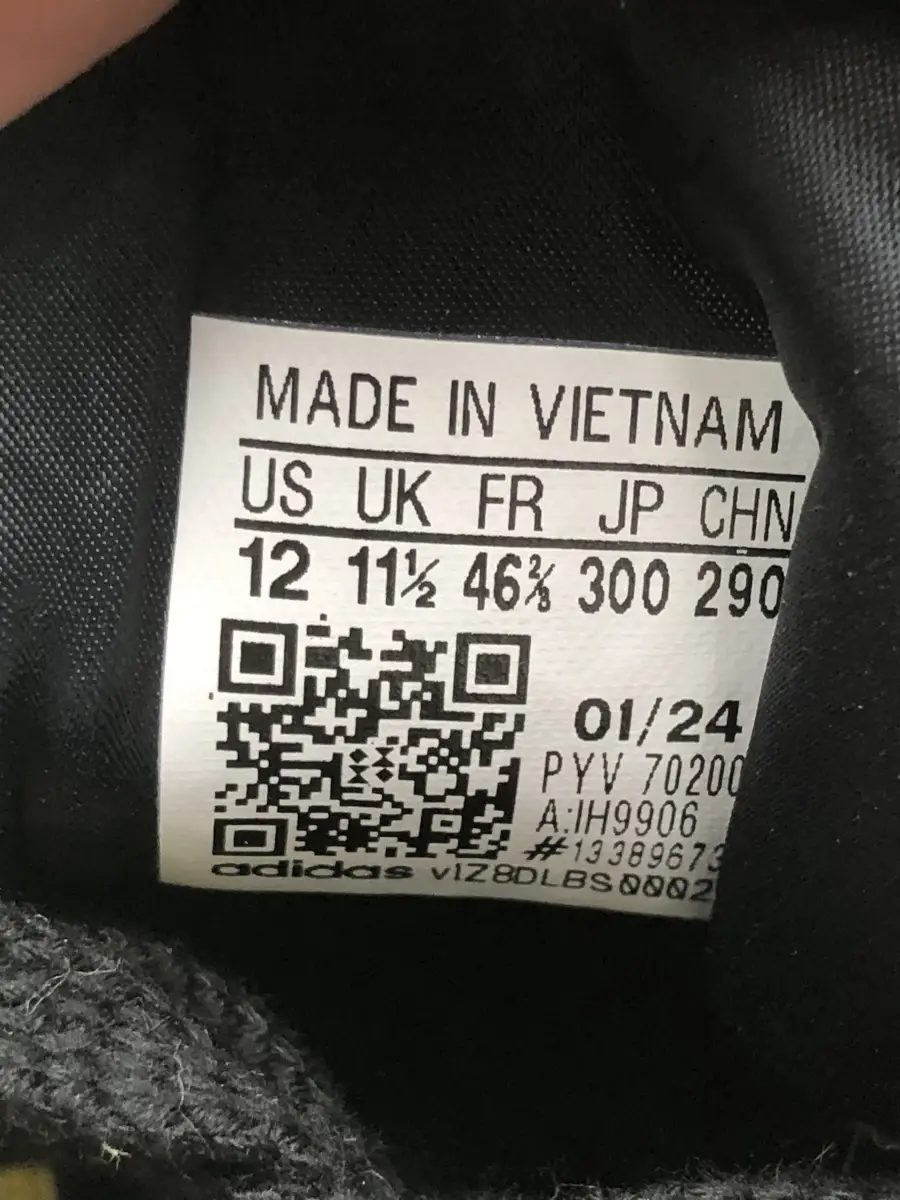 MADE IN VIETNAM
US UK FR JP CHN
12 11½ 46⅔ 300 290
01/24
PYV 70200
A:IH9906
#13389673
adidas v1Z8DLBS0002